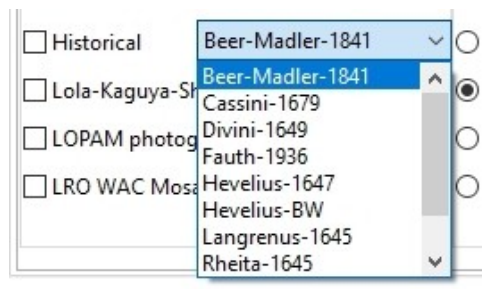 Historical Beer-Madler-1841
Beer-Madler-1841
Lola-Kaguya-Sh
Cassini-1679
Divini-1649
LOPAM photog
Fauth-1936
LRO WAC Mosa
Hevelius-1647
Hevelius-BW
Langrenus-1645
Rheita-1645